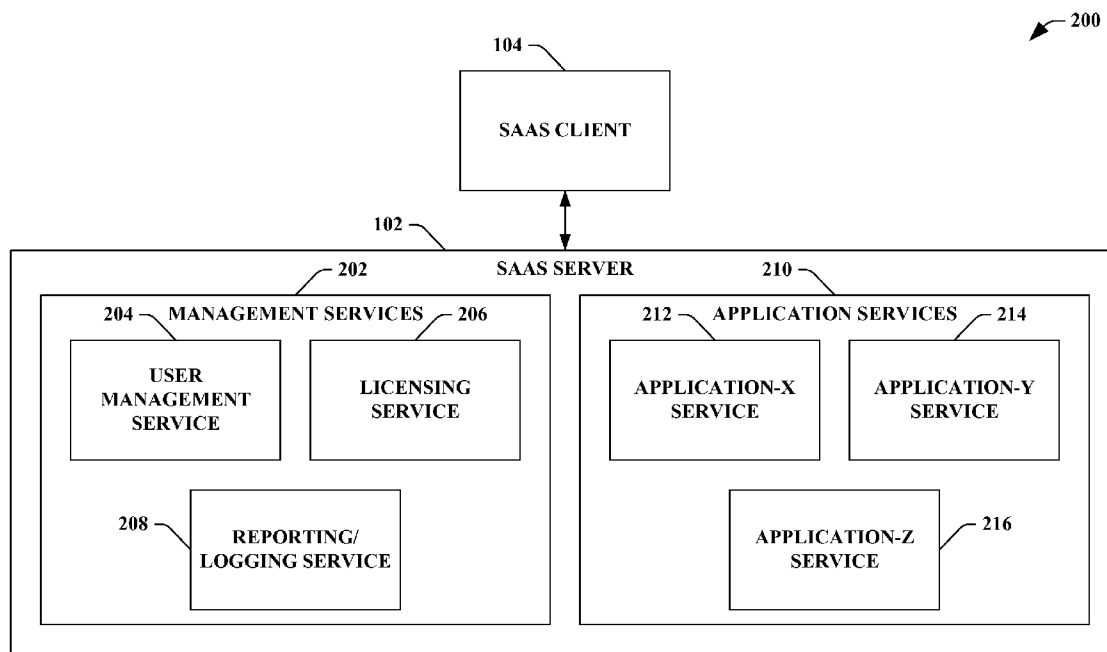 200
104
SAAS CLIENT
102
SAAS SERVER
202
210
MANAGEMENT SERVICES
APPLICATION SERVICES
204
206
212
214
USER
MANAGEMENT
SERVICE
LICENSING
SERVICE
APPLICATION-X
SERVICE
APPLICATION-Y
SERVICE
208
REPORTING/
LOGGING SERVICE
APPLICATION-Z
SERVICE
216